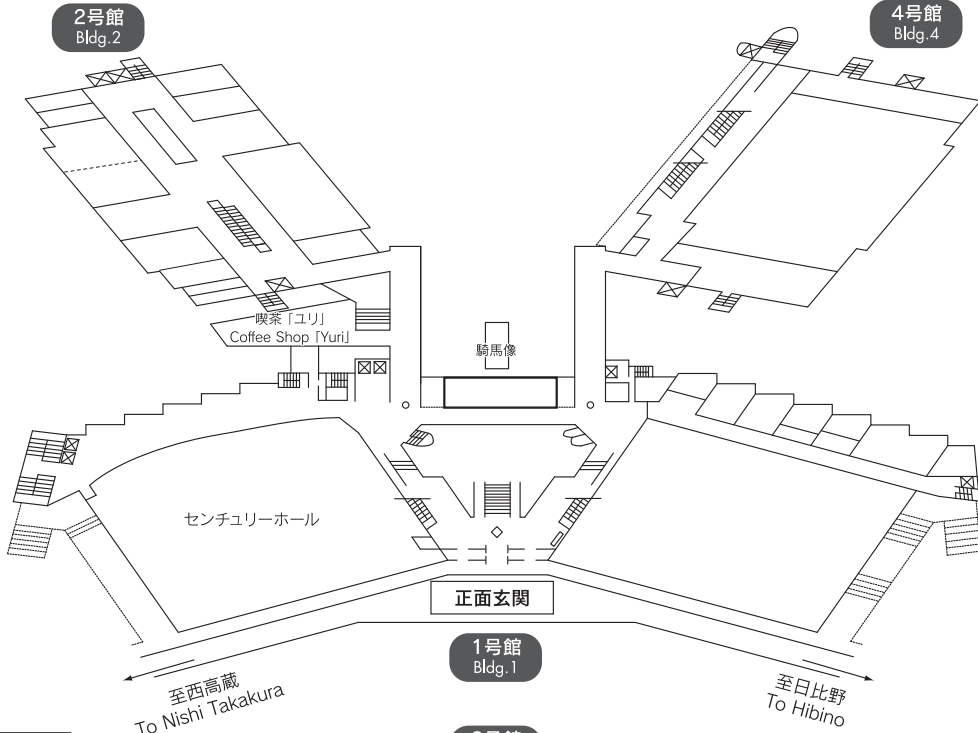 2号館
Bldg.2
4号館
Bldg.4
喫茶「ユリ」
Coffee Shop「Yuri」
騎馬像
センチュリーホール
正面玄関
1号館
Bldg.1
至西高蔵
To Nishi Takakura
至日比野
To Hibino